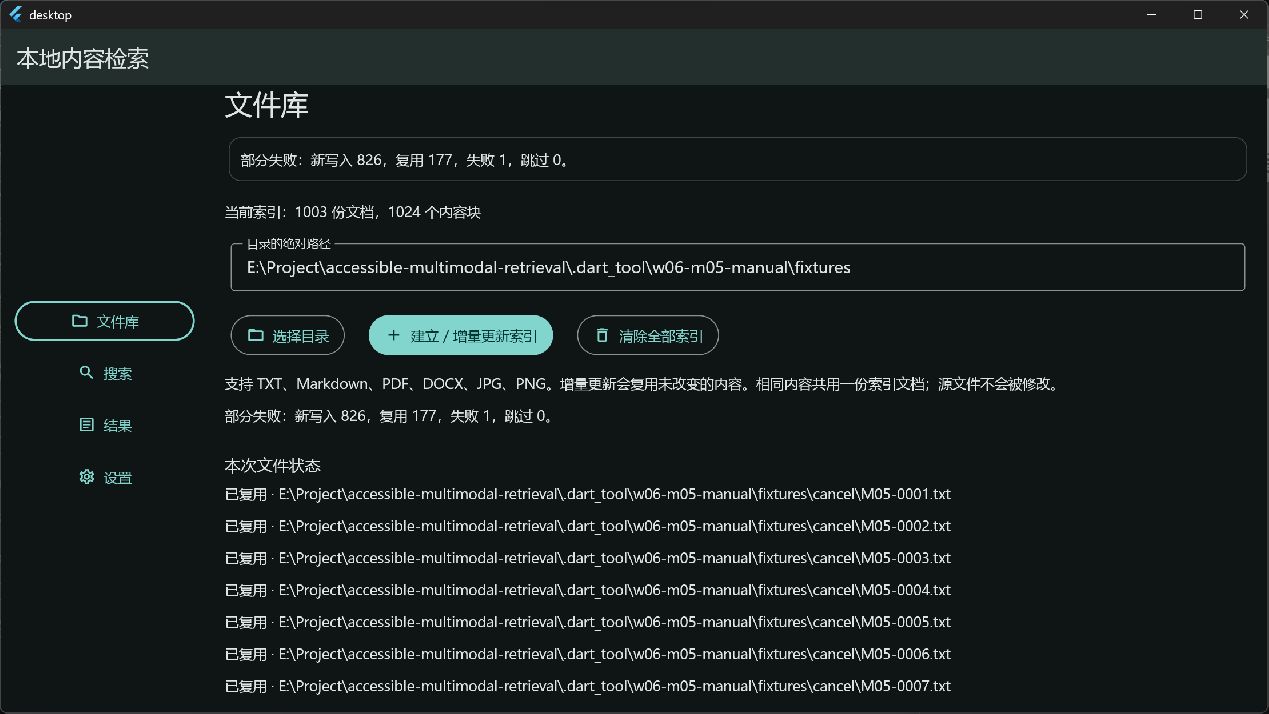 desktop
本地内容检索
文件库
部分失败：新写入 826，复用 177，失败 1，跳过 0。
当前索引：1003 份文档，1024 个内容块
目录的绝对路径
E:\Project\accessible-multimodal-retrieval\.dart_tool\w06-m05-manual\fixtures
文件库
选择目录
建立 / 增量更新索引
清除全部索引
搜索
支持 TXT、Markdown、PDF、DOCX、JPG、PNG。增量更新会复用未改变的内容。相同内容共用一份索引文档；源文件不会被修改。
部分失败：新写入 826，复用 177，失败 1，跳过 0。
结果
本次文件状态
设置
已复用 · E:\Project\accessible-multimodal-retrieval\.dart_tool\w06-m05-manual\fixtures\cancel\M05-0001.txt
已复用 · E:\Project\accessible-multimodal-retrieval\.dart_tool\w06-m05-manual\fixtures\cancel\M05-0002.txt
已复用 · E:\Project\accessible-multimodal-retrieval\.dart_tool\w06-m05-manual\fixtures\cancel\M05-0003.txt
已复用 · E:\Project\accessible-multimodal-retrieval\.dart_tool\w06-m05-manual\fixtures\cancel\M05-0004.txt
已复用 · E:\Project\accessible-multimodal-retrieval\.dart_tool\w06-m05-manual\fixtures\cancel\M05-0005.txt
已复用 · E:\Project\accessible-multimodal-retrieval\.dart_tool\w06-m05-manual\fixtures\cancel\M05-0006.txt
已复用 · E:\Project\accessible-multimodal-retrieval\.dart_tool\w06-m05-manual\fixtures\cancel\M05-0007.txt